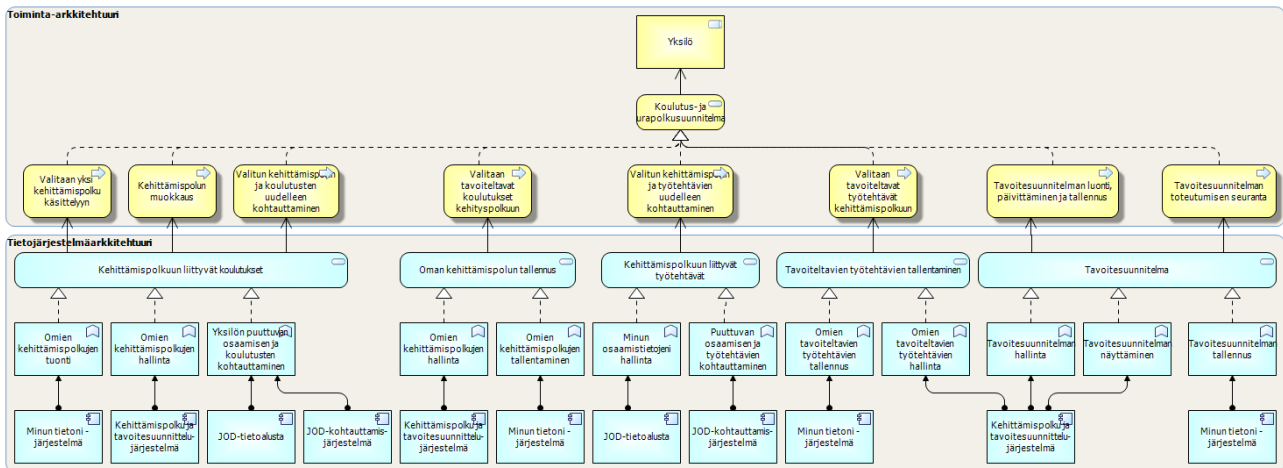 Toiminta-arkkitehtuuri
Yksilö
Koulutus- ja
urapolkusuunnitelma
Valitaan yksi
kehittämispolku
käsittelyyn
Kehittämispolun
muokkaus
Valitun kehittämispolun
ja koulutusten
uudelleen
kohtauttaminen
Valitaan
tavoiteltavat
koulutukset
kehityspolkuun
Valitun kehittämispolun
ja työtehtävien
uudelleen
kohtauttaminen
Valitaan
tavoiteltavat
työtehtävät
kehittämispolkuun
Tavoitesuunnitelman luonti,
päivittäminen ja tallennus
Tavoitesuunnitelman
toteutumisen seuranta
Tietojärjestelmäarkkitehtuuri
Kehittämispolkuun liittyvät koulutukset
Oman kehittämispolun tallennus
Kehittämispolkuun liittyvät
työtehtävät
Tavoiteltavien työtehtävien tallentaminen
Tavoitesuunnitelma
Omien
kehittämispolkujen
tuonti
Omien
kehittämispolkujen
hallinta
Yksilön puuttuvan
osaamisen ja
koulutusten
kohtauttaminen
Omien
kehittämispolkujen
hallinta
Omien
kehittämispolkujen
tallentaminen
Minun
osaamistietojeni
hallinta
Puuttuvan
osaamisen ja
työtehtävien
kohtauttaminen
Omien
tavoiteltavien
työtehtävien
tallennus
Omien
tavoiteltavien
työtehtävien
hallinta
Tavoitesuunnitelman
hallinta
Tavoitesuunnitelman
näyttäminen
Tavoitesuunnitelman
tallennus
Minun tietoni -
järjestelmä
Kehittämispolku ja
tavoitesuunnittelu-
järjestelmä
JOD-tietoalusta
JOD-kohtauttamis-
järjestelmä
Kehittämispolku ja
tavoitesuunnittelu-
järjestelmä
Minun tietoni -
järjestelmä
JOD-tietoalusta
JOD-kohtauttamis-
järjestelmä
Minun tietoni -
järjestelmä
Kehittämispolku ja
tavoitesuunnittelu-
järjestelmä
Minun tietoni -
järjestelmä